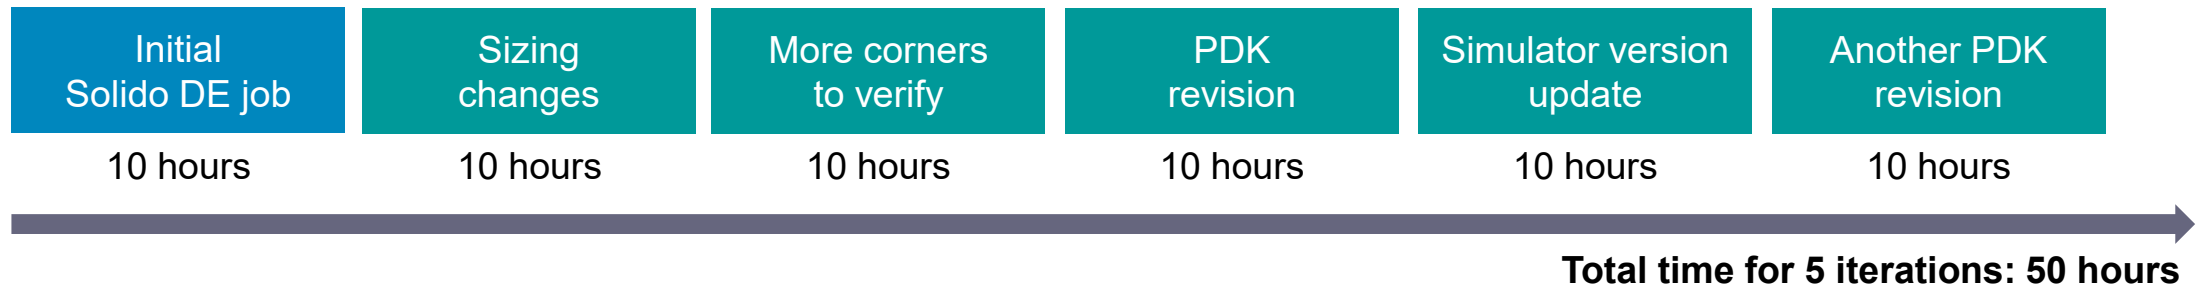 Initial
Solido DE job
Sizing
changes
More corners
to verify
PDK
revision
Simulator version
update
Another PDK
revision
10 hours
10 hours
10 hours
10 hours
10 hours
10 hours
Total time for 5 iterations: 50 hours